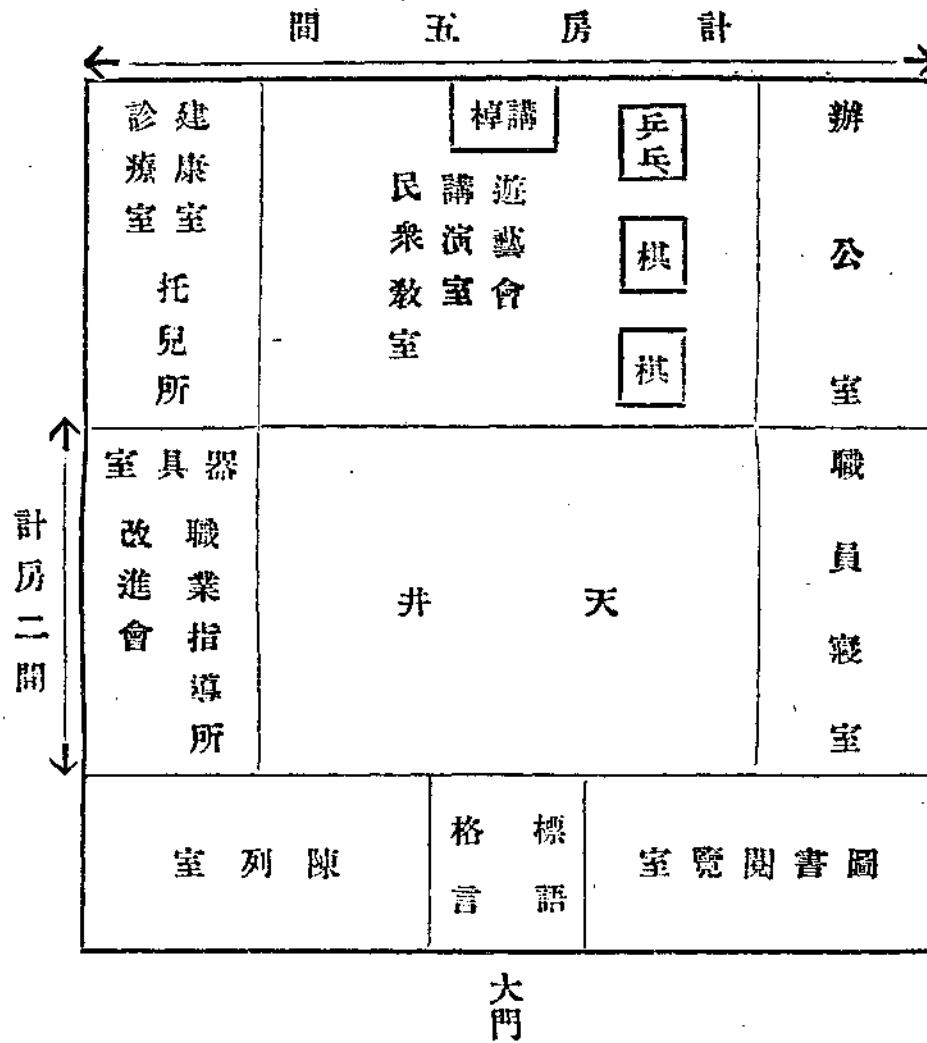 計房五間
辦公室
乒乓
棋
棋
講棹
遊藝會
講演室
民衆教室
建康室
診療室
托兒所
計房二間
職員寢室
天井
器具室
職業指導所
改進會
圖書閱覽室
標語
格言
陳列室
大門